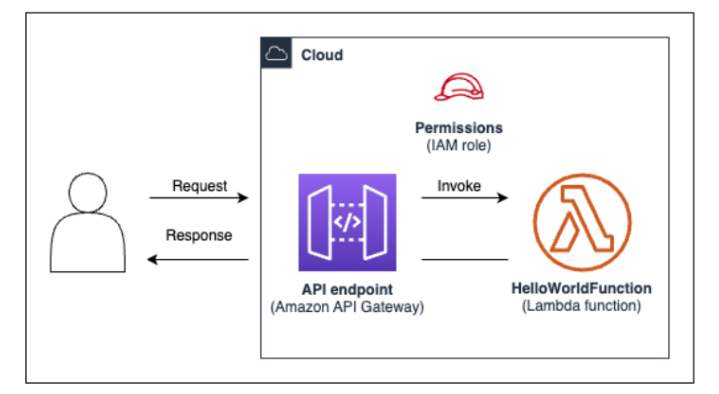 Cloud
Permissions
(IAM role)
Request
Invoke
</>
Response
API endpoint
(Amazon API Gateway)
HelloWorldFunction
(Lambda function)